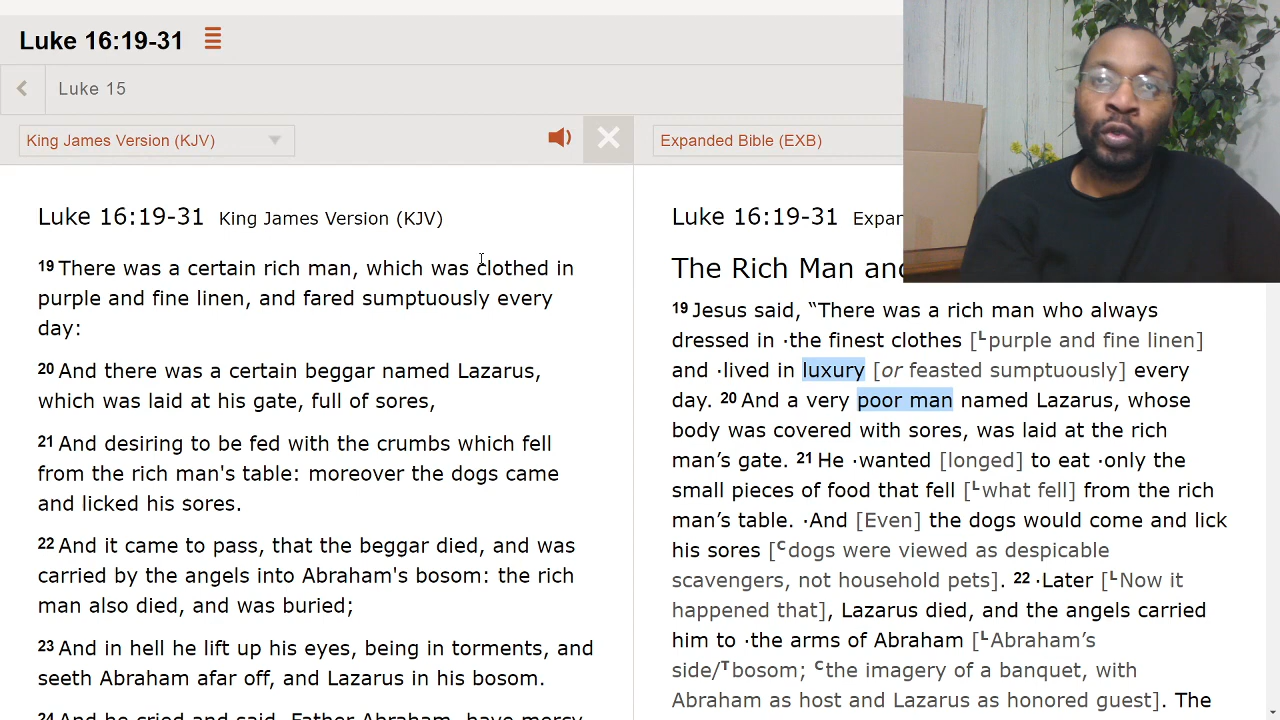 Luke 16:19-31
Luke 15
King James Version (KJV)
Expanded Bible (EXB)
Luke 16:19-31 King James Version (KJV)
19 There was a certain rich man, which was clothed in
purple and fine linen, and fared sumptuously every
day:
20 And there was a certain beggar named Lazarus,
which was laid at his gate, full of sores,
21 And desiring to be fed with the crumbs which fell
from the rich man's table: moreover the dogs came
and licked his sores.
22 And it came to pass, that the beggar died, and was
carried by the angels into Abraham's bosom: the rich
man also died, and was buried;
23 And in hell he lift up his eyes, being in torments, and
seeth Abraham afar off, and Lazarus in his bosom.
24 And he cried and said, Father Abraham, have mercy
Luke 16:19-31 Expan
The Rich Man and
19 Jesus said, “There was a rich man who always
dressed in ·the finest clothes [Lpurple and fine linen]
and ·lived in luxury [or feasted sumptuously] every
day. 20 And a very poor man named Lazarus, whose
body was covered with sores, was laid at the rich
man’s gate. 21 He ·wanted [longed] to eat ·only the
small pieces of food that fell [Lwhat fell] from the rich
man’s table. ·And [Even] the dogs would come and lick
his sores [Cdogs were viewed as despicable
scavengers, not household pets]. 22 ·Later [LNow it
happened that], Lazarus died, and the angels carried
him to ·the arms of Abraham [LAbraham’s
side/Tbosom; Cthe imagery of a banquet, with
Abraham as host and Lazarus as honored guest]. The